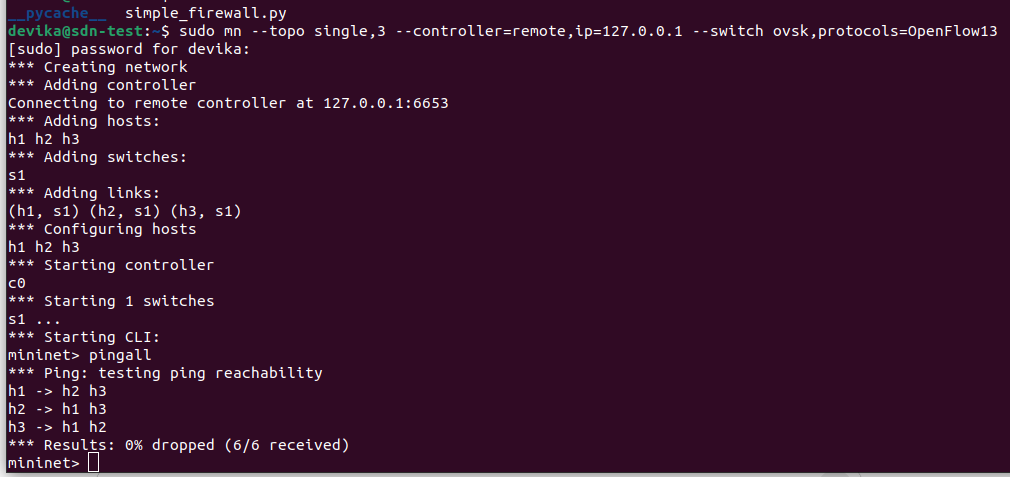 __pycache__  simple_firewall.py
devika@sdn-test:~$ sudo mn --topo single,3 --controller=remote,ip=127.0.0.1 --switch ovsk,protocols=OpenFlow13
[sudo] password for devika:
*** Creating network
*** Adding controller
Connecting to remote controller at 127.0.0.1:6653
*** Adding hosts:
h1 h2 h3
*** Adding switches:
s1
*** Adding links:
(h1, s1) (h2, s1) (h3, s1)
*** Configuring hosts
h1 h2 h3
*** Starting controller
c0
*** Starting 1 switches
s1 ...
*** Starting CLI:
mininet> pingall
*** Ping: testing ping reachability
h1 -> h2 h3
h2 -> h1 h3
h3 -> h1 h2
*** Results: 0% dropped (6/6 received)
mininet>